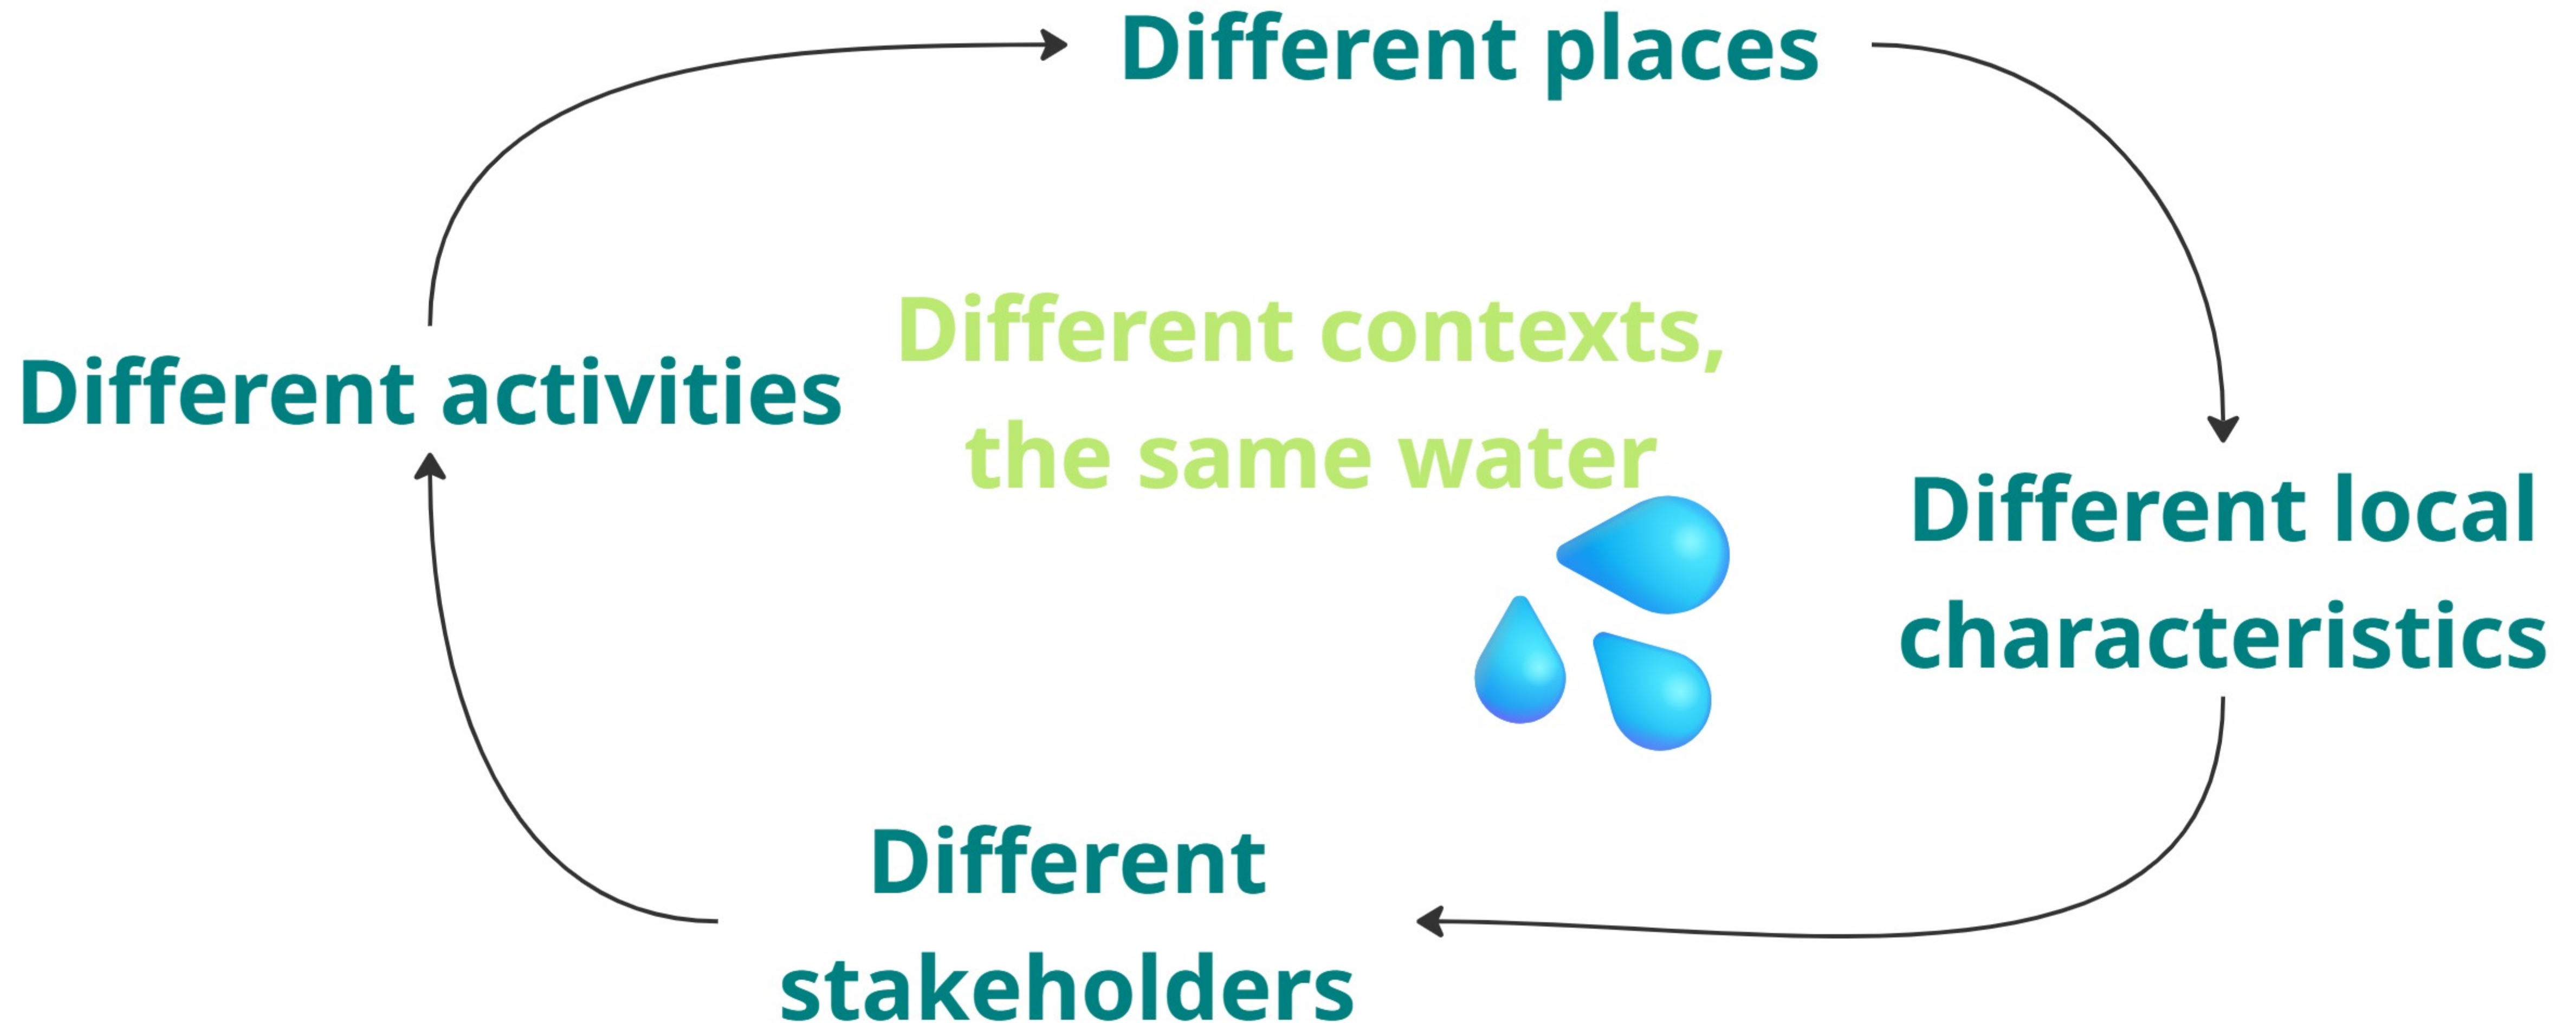 Different places
Different contexts,
Different activities
the same water
Different local
characteristics
Different
stakeholders